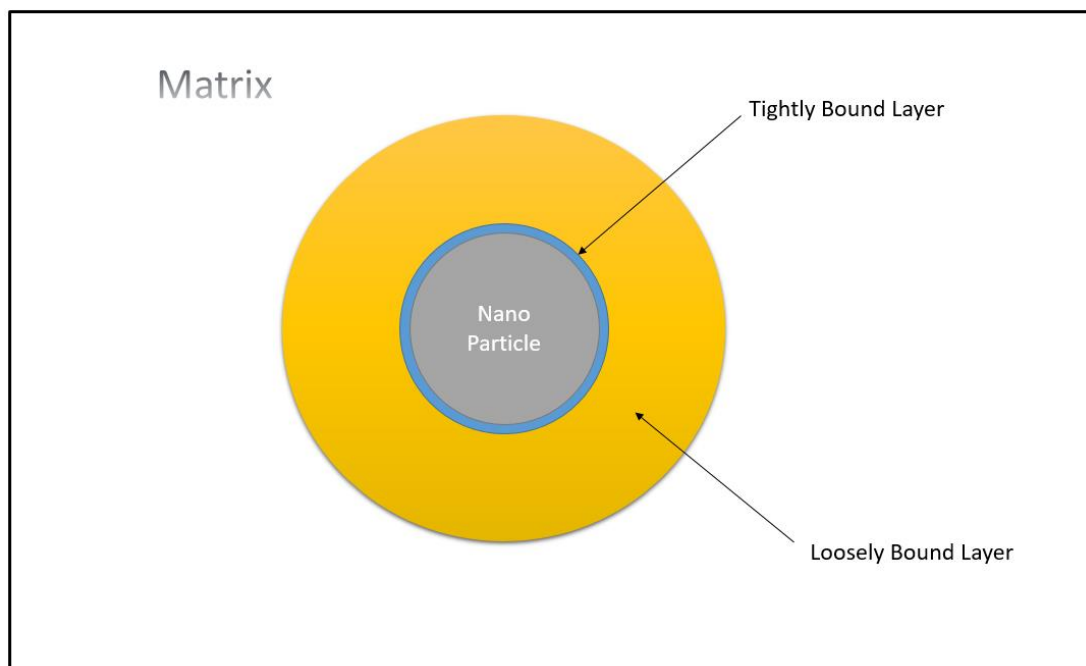 Matrix
Tightly Bound Layer
Nano
Particle
Loosely Bound Layer